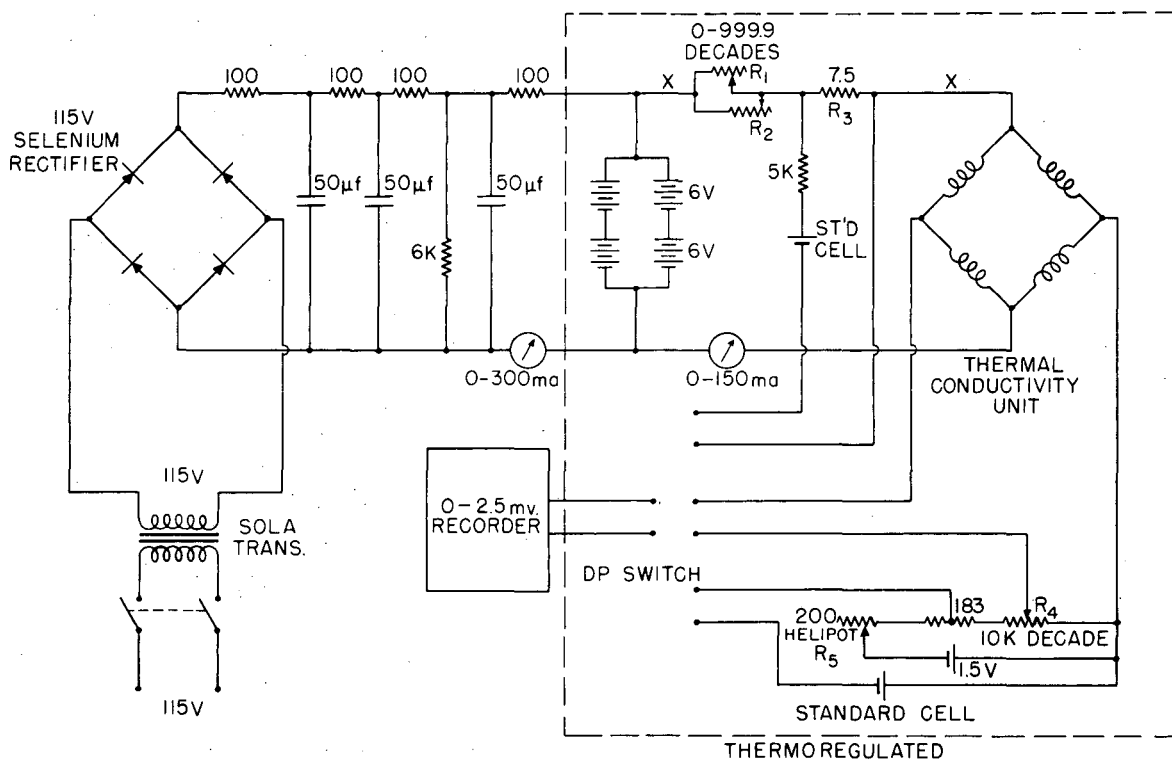 0-999.9
DECADES
R1
R2
X
7.5
R3
X
100
100
100
100
115V
SELENIUM
RECTIFIER
50μf
50μf
50μf
6K
6V
6V
5K
ST'D
CELL
0-300ma
0-150ma
THERMAL
CONDUCTIVITY
UNIT
115V
SOLA
TRANS.
0-2.5mv.
RECORDER
DP SWITCH
200
HELIPOT
R5
183
R4
10K DECADE
1.5V
STANDARD CELL
115V
THERMOREGULATED